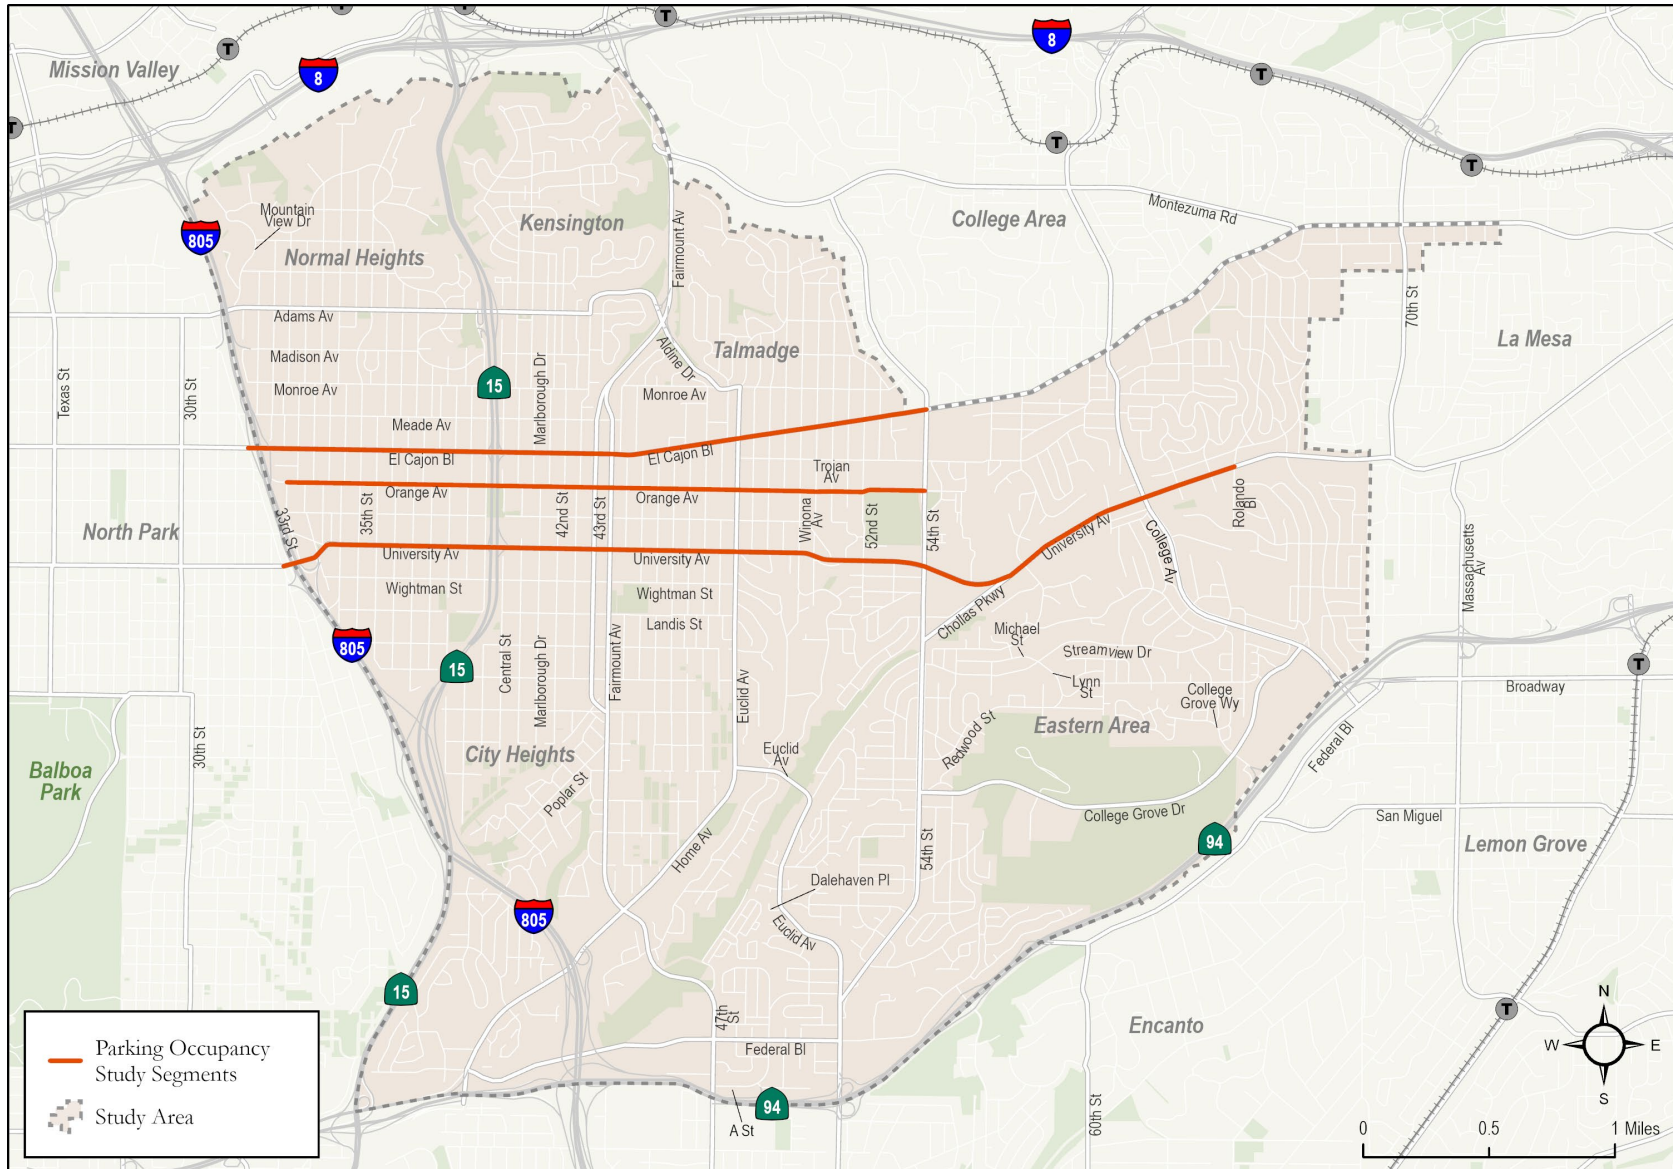 T
T
T
8
8
Mission Valley
T
T
T
T
T
Mountain
View Dr
805
Normal Heights
Kensington
Fairmount Av
College Area
Montezuma Rd
70th St
La Mesa
Adams Av
Madison Av
Monroe Av
Aldine Dr
Talmadge
Texas St
30th St
15
Marlborough Dr
Monroe Av
Meade Av
El Cajon Bl
El Cajon Bl
Trojan
Av
Orange Av
Orange Av
North Park
33rd St
35th St
42nd St
43rd St
Winona
Av
52nd St
54th St
University Av
College Av
Rolando
Bl
Massachusetts
Av
University Av
University Av
Wightman St
Wightman St
Landis St
Chollas Pkwy
Michael
St
Streamview Dr
Lynn
St
College
Grove Wy
805
15
Central St
Marlborough Dr
Fairmount Av
Euclid Av
T
Broadway
Eastern Area
Redwood St
Federal Bl
30th St
City Heights
Euclid
Av
Balboa
Park
Poplar St
Home Av
54th St
College Grove Dr
94
San Miguel
Lemon Grove
Dalehaven Pl
Euclid Av
805
15
47th
St
Federal Bl
Encanto
T
60th St
94
A St
N
W
E
S
Parking Occupancy
Study Segments
Study Area
0 0.5 1 Miles